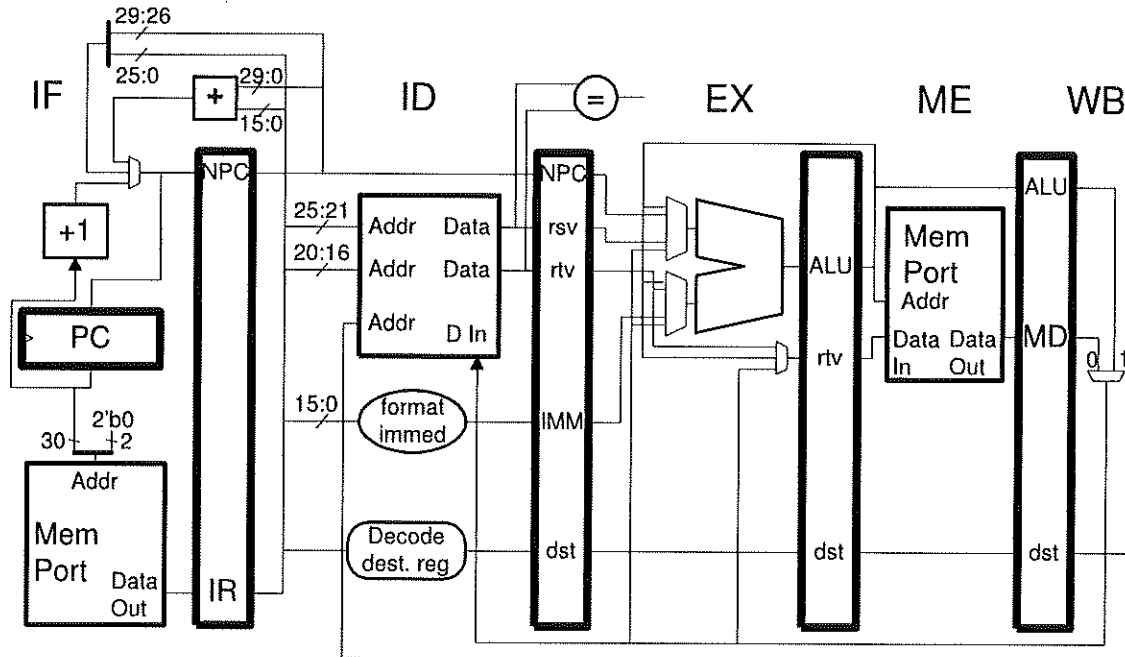 29:26
25:0
IF
+
29:0
15:0
ID
=
EX
ME
WB
NPC
NPC
ALU
+1
25:21
Addr
Data
rsv
20:16
Addr
Data
rtv
ALU
Mem
Port
Addr
PC
Addr
D In
rtv
Data
In
Data
Out
MD
0
1
15:0
format
immed
IMM
2'b0
30
2
Addr
Mem
Port
Data
Out
IR
Decode
dest. reg
dst
dst
dst